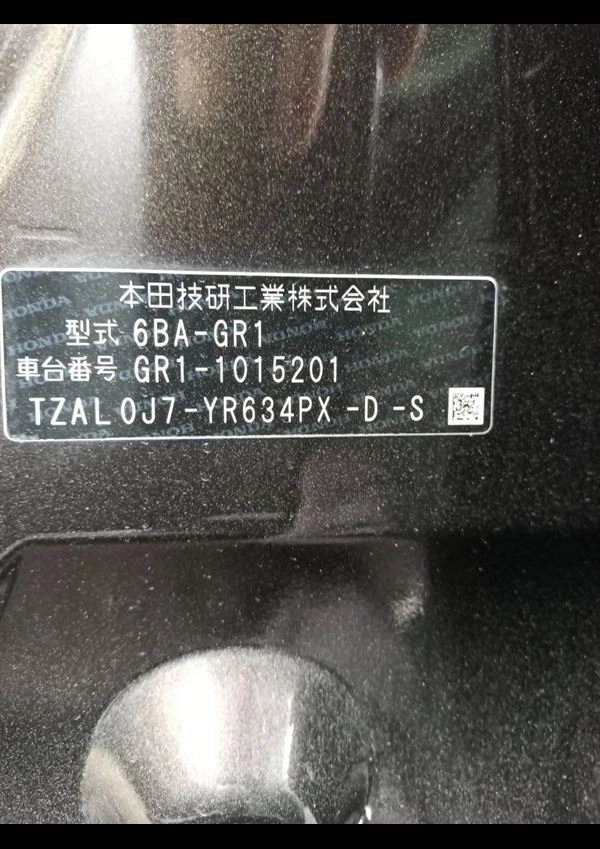 本田技研工業株式会社
型式 6BA-GR1
車台番号 GR1-1015201
TZAL0J7-YR634PX -D -S